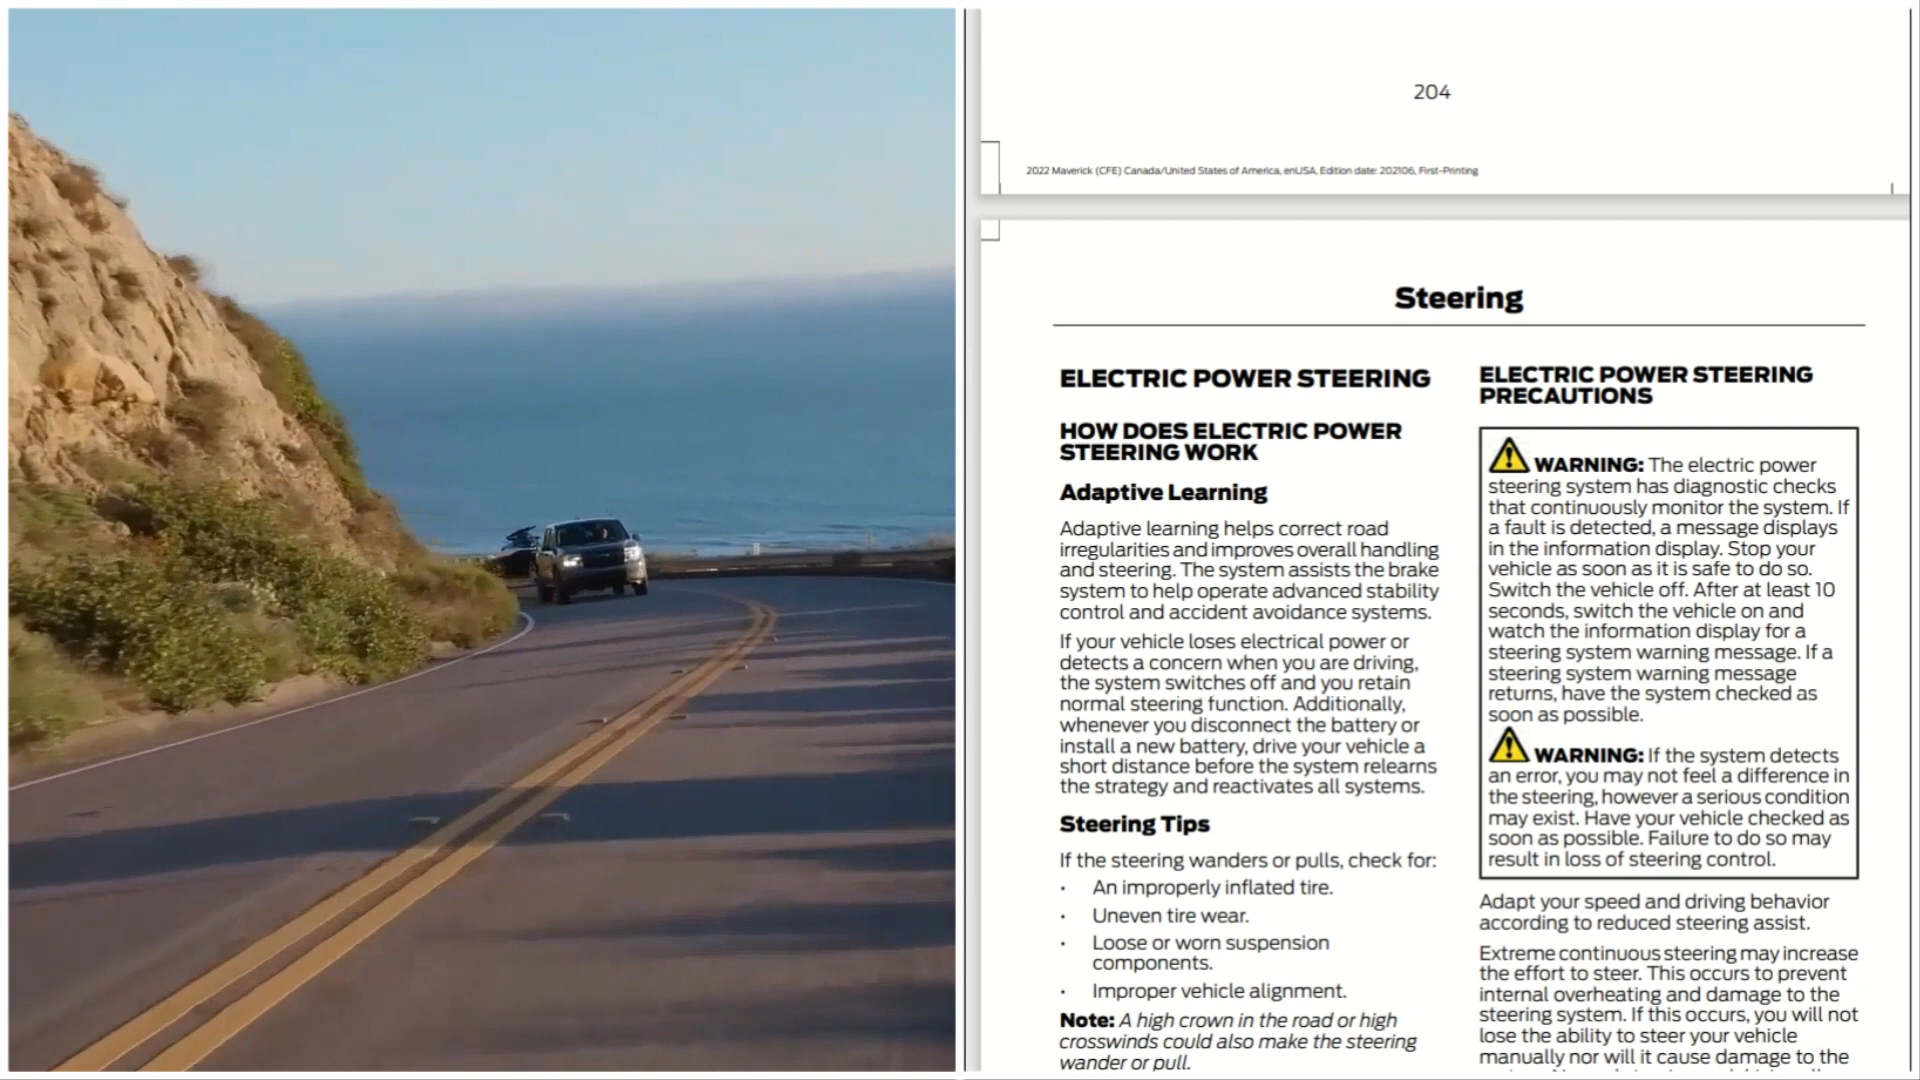 204
2022 Maverick (CFE) Canada/United States of America, enUSA, Edition date: 202106, First-Printing
Steering
ELECTRIC POWER STEERING
HOW DOES ELECTRIC POWER
STEERING WORK
Adaptive Learning
Adaptive learning helps correct road
irregularities and improves overall handling
and steering. The system assists the brake
system to help operate advanced stability
control and accident avoidance systems.
If your vehicle loses electrical power or
detects a concern when you are driving,
the system switches off and you retain
normal steering function. Additionally,
whenever you disconnect the battery or
install a new battery, drive your vehicle a
short distance before the system relearns
the strategy and reactivates all systems.
Steering Tips
If the steering wanders or pulls, check for:
· An improperly inflated tire.
· Uneven tire wear.
· Loose or worn suspension
components.
· Improper vehicle alignment.
Note: A high crown in the road or high
crosswinds could also make the steering
wander or pull.
ELECTRIC POWER STEERING
PRECAUTIONS
WARNING: The electric power
steering system has diagnostic checks
that continuously monitor the system. If
a fault is detected, a message displays
in the information display. Stop your
vehicle as soon as it is safe to do so.
Switch the vehicle off. After at least 10
seconds, switch the vehicle on and
watch the information display for a
steering system warning message. If a
steering system warning message
returns, have the system checked as
soon as possible.
WARNING: If the system detects
an error, you may not feel a difference in
the steering, however a serious condition
may exist. Have your vehicle checked as
soon as possible. Failure to do so may
result in loss of steering control.
Adapt your speed and driving behavior
according to reduced steering assist.
Extreme continuous steering may increase
the effort to steer. This occurs to prevent
internal overheating and damage to the
steering system. If this occurs, you will not
lose the ability to steer your vehicle
manually nor will it cause damage to the